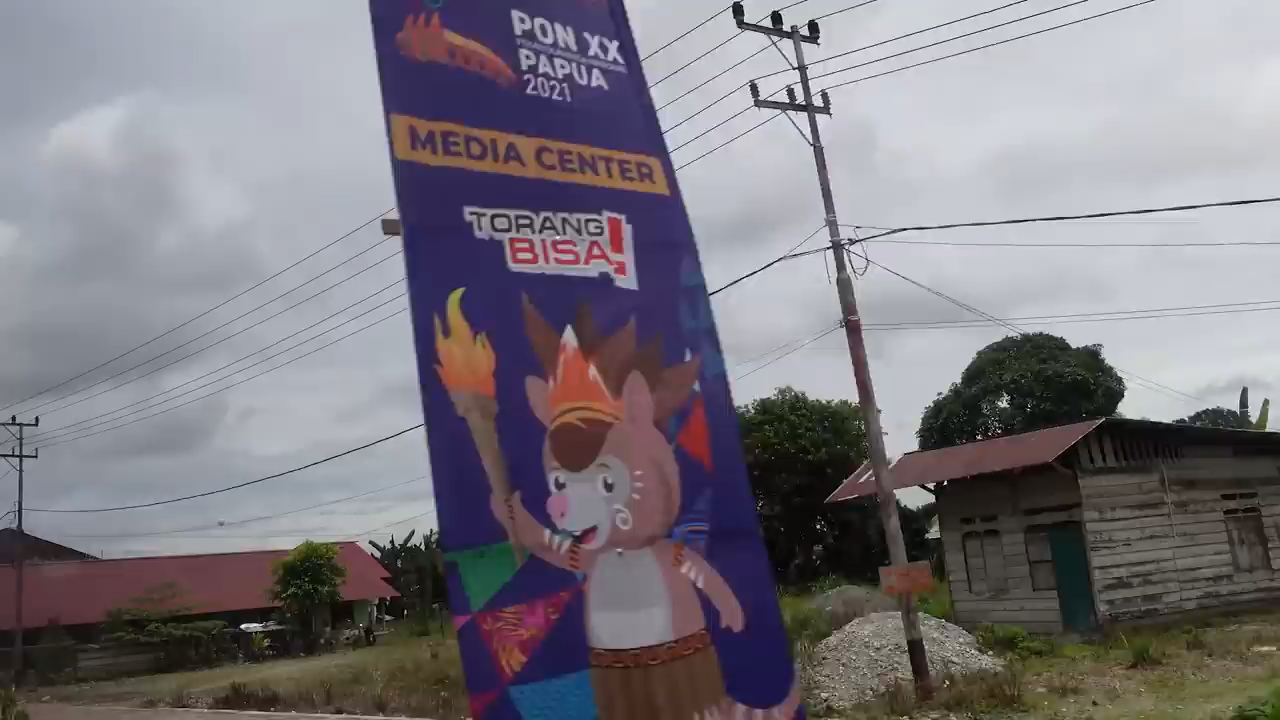 PON XX
PAPUA
2021
MEDIA CENTER
TORANG
BISA!